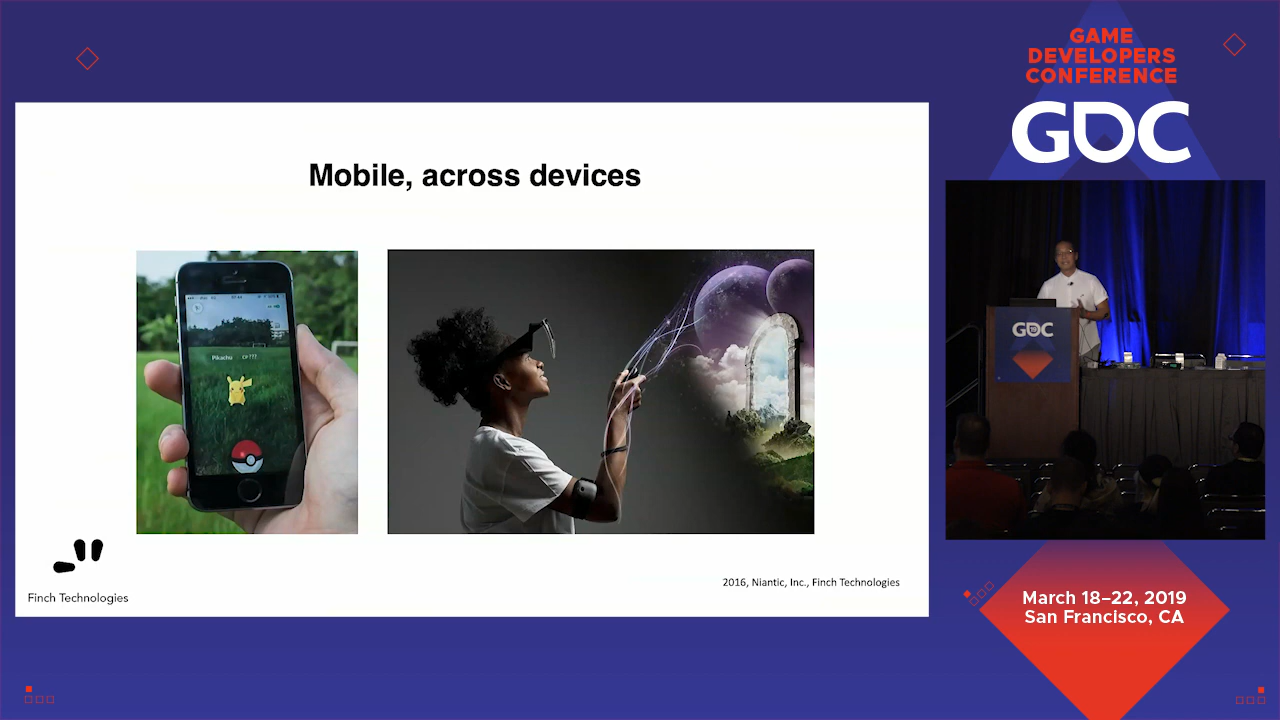 GAME
DEVELOPERS
CONFERENCE
GDC
Mobile, across devices
Pikachu CP???
GDC
2016, Niantic, Inc., Finch Technologies
Finch Technologies
March 18–22, 2019
San Francisco, CA